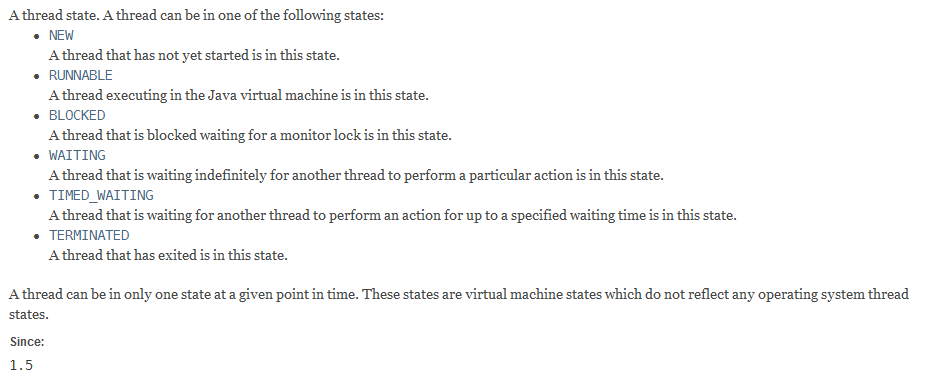 A thread state. A thread can be in one of the following states:
• NEW
A thread that has not yet started is in this state.
• RUNNABLE
A thread executing in the Java virtual machine is in this state.
• BLOCKED
A thread that is blocked waiting for a monitor lock is in this state.
• WAITING
A thread that is waiting indefinitely for another thread to perform a particular action is in this state.
• TIMED_WAITING
A thread that is waiting for another thread to perform an action for up to a specified waiting time is in this state.
• TERMINATED
A thread that has exited is in this state.
A thread can be in only one state at a given point in time. These states are virtual machine states which do not reflect any operating system thread
states.
Since:
1.5